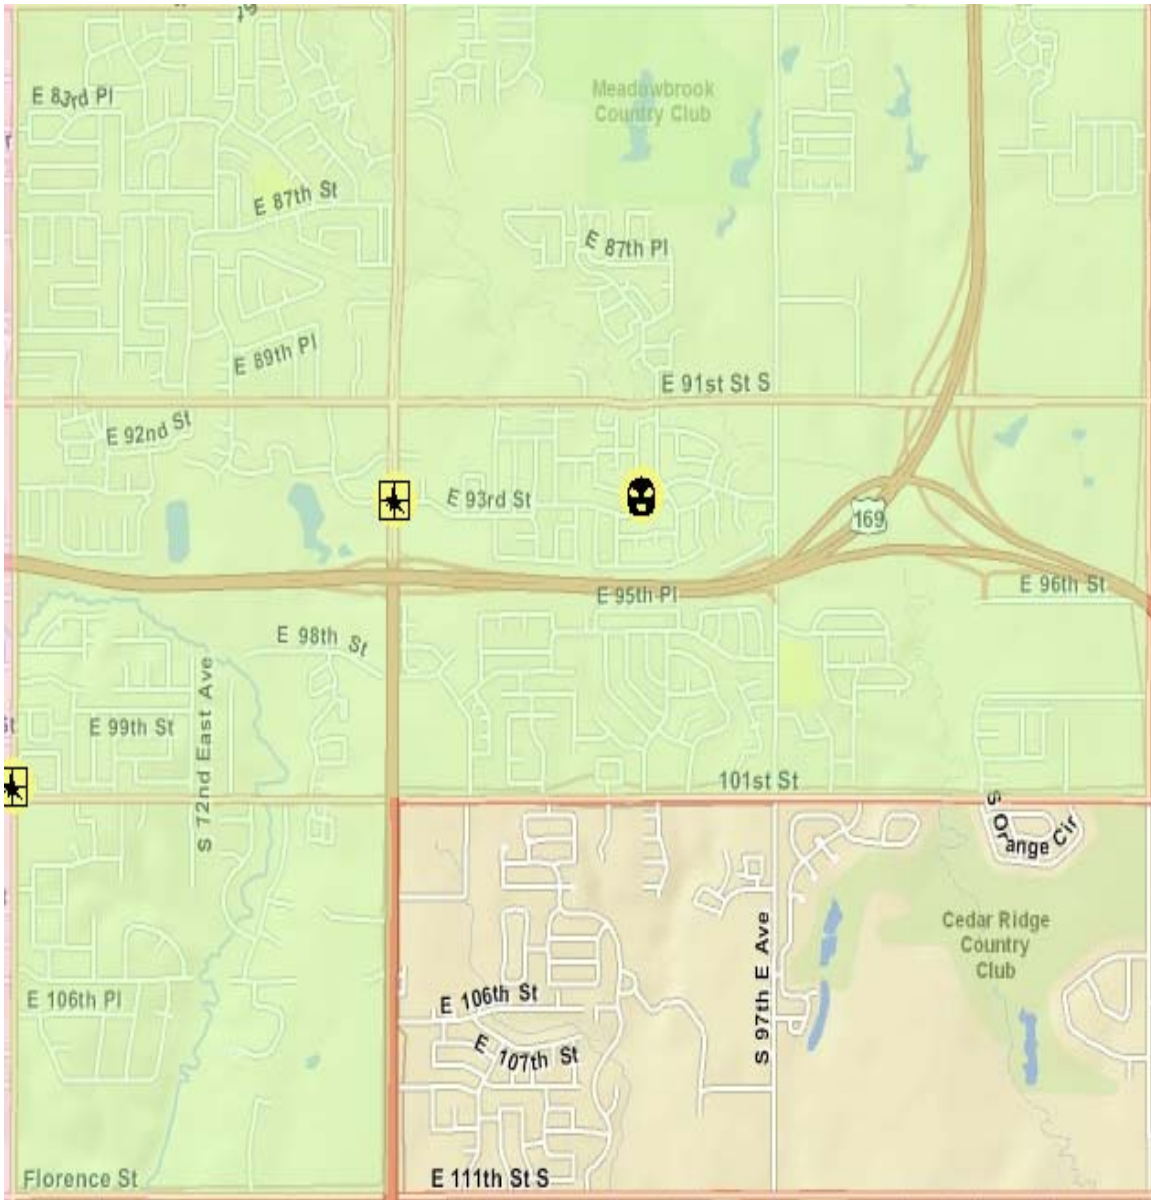 St
E 83rd Pl
Meadowbrook
Country Club
E 87th St
E 87th Pl
E 89th Pl
E 91st St S
E 92nd St
E 93rd St
169
E 95th Pl
E 96th St
E 98th St
S 72nd East Ave
E 99th St
St
101st St
S Orange Cir
Cedar Ridge
Country
Club
S 97th E Ave
E 106th Pl
E 106th St
E 107th St
Florence St
E 111th St S